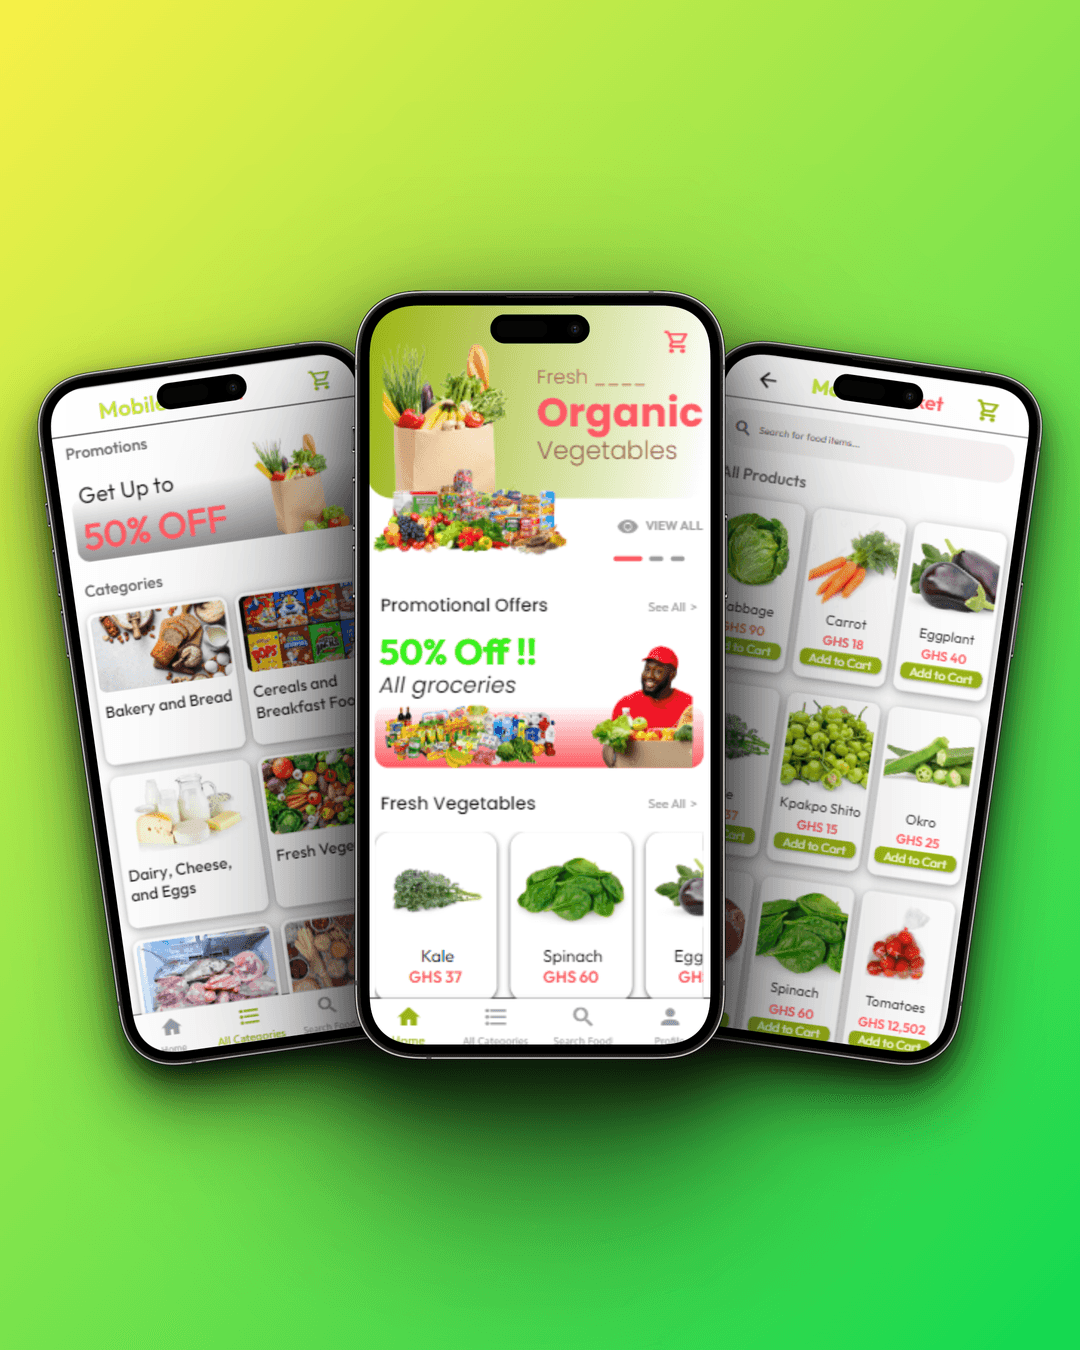 Mobile
Promotions
Get Up to
50% OFF
Categories
Bakery and Bread
Cereals and
Breakfast Foo
Dairy, Cheese,
and Eggs
Fresh Vege
Home
All Categories
Search Food
Fresh _ _ _ _
Organic
Vegetables
VIEW ALL
Promotional Offers
See All >
50% Off !!
All groceries
Fresh Vegetables
See All >
Kale
GHS 37
Spinach
GHS 60
Egg
GH
Home
All Categories
Search Food
Profile
M ket
Search for food items...
All Products
abbage
GHS 90
d to Cart
Carrot
GHS 18
Add to Cart
Eggplant
GHS 40
Add to Cart
e
37
Cart
Kpakpo Shito
GHS 15
Add to Cart
Okro
GHS 25
Add to Cart
Spinach
GHS 60
Add to Cart
Tomatoes
GHS 12,502
Add to Cart